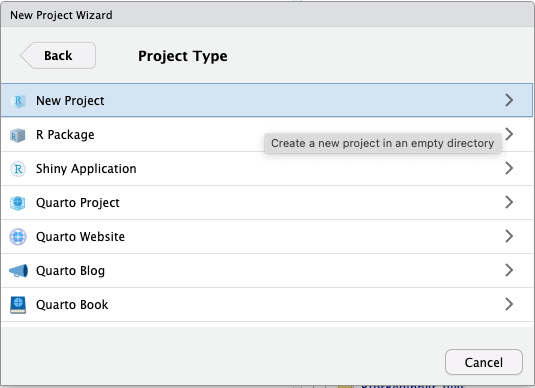 New Project Wizard
Back
Project Type
New Project
R Package
Create a new project in an empty directory
Shiny Application
Quarto Project
Quarto Website
Quarto Blog
Quarto Book
Cancel